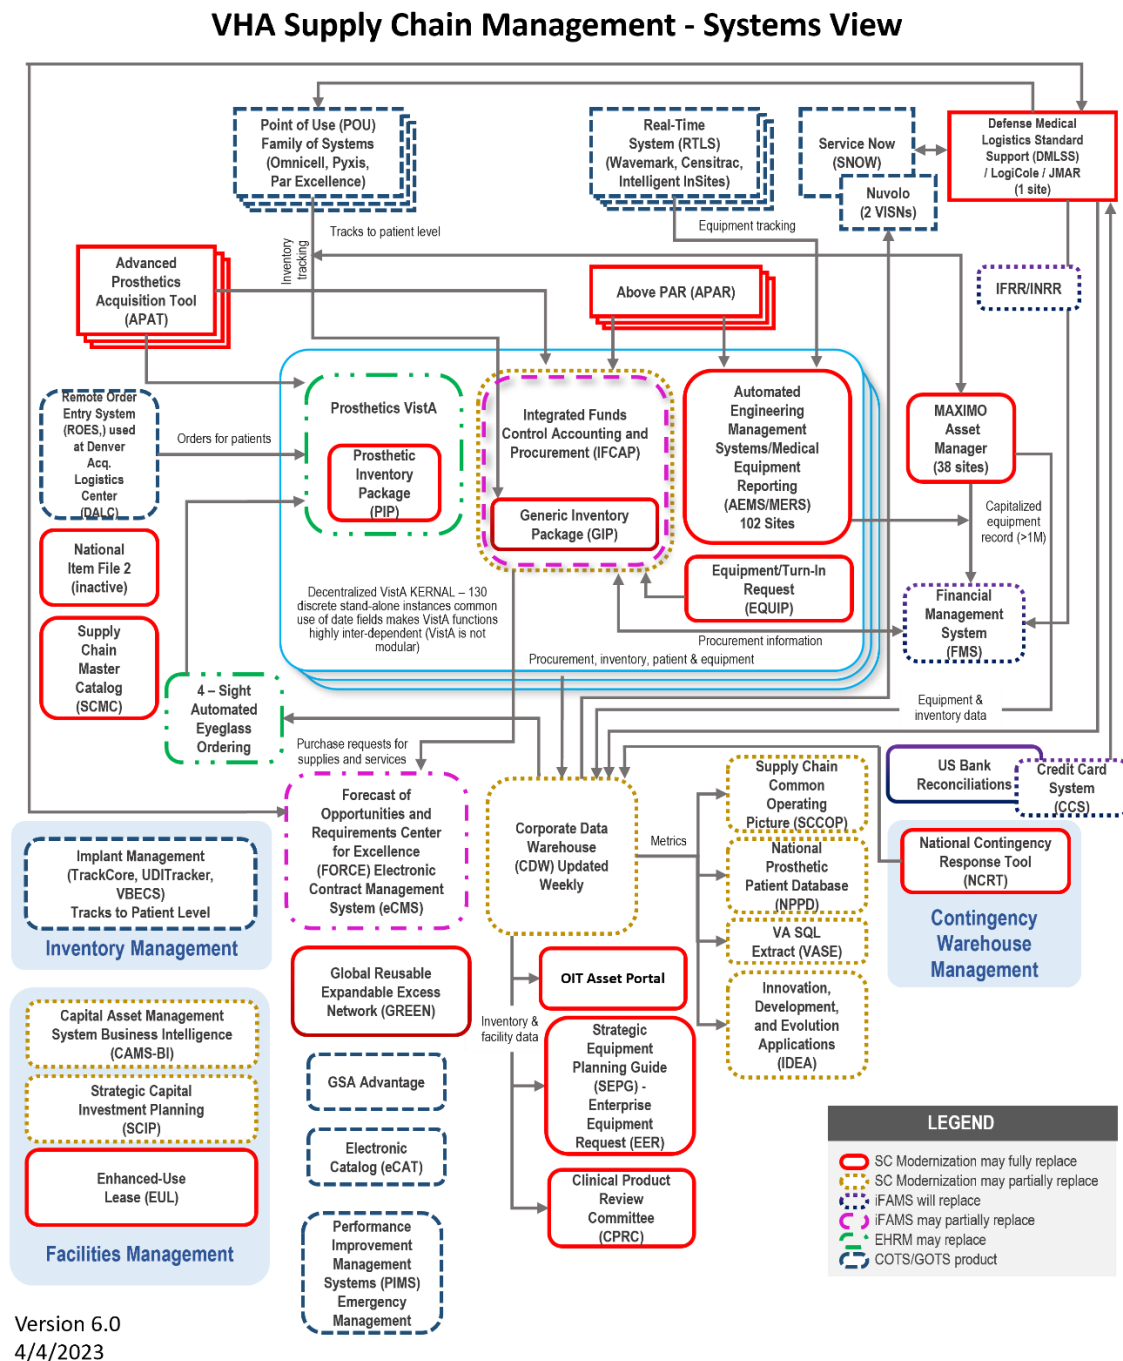 VHA Supply Chain Management - Systems View
Point of Use (POU)
Family of Systems
(Omnicell, Pyxis,
Par Excellence)
Real-Time
System (RTLS)
(Wavemark, Censitrac,
Intelligent InSites)
Service Now
(SNOW)
Nuvolo
(2 VISNs)
Defense Medical
Logistics Standard
Support (DMLSS)
/ LogiCole / JMAR
(1 site)
Tracks to patient level
Inventory
tracking
Equipment tracking
Advanced
Prosthetics
Acquisition Tool
(APAT)
Above PAR (APAR)
IFRR/INRR
Remote Order
Entry System
(ROES,) used
at Denver
Acq.
Logistics
Center
(DALC)
Orders for patients
Prosthetics VistA
Prosthetic
Inventory
Package
(PIP)
Integrated Funds
Control Accounting and
Procurement (IFCAP)
Generic Inventory
Package (GIP)
Automated
Engineering
Management
Systems/Medical
Equipment
Reporting
(AEMS/MERS)
102 Sites
MAXIMO
Asset
Manager
(38 sites)
Capitalized
equipment
record (>1M)
National
Item File 2
(inactive)
Equipment/Turn-In
Request
(EQUIP)
Financial
Management
System
(FMS)
Decentralized VistA KERNAL – 130
discrete stand-alone instances common
use of date fields makes VistA functions
highly inter-dependent (VistA is not
modular)
Procurement information
Procurement, inventory, patient & equipment
Supply
Chain
Master
Catalog
(SCMC)
4 – Sight
Automated
Eyeglass
Ordering
Equipment &
inventory data
Purchase requests for
supplies and services
US Bank
Reconciliations
Credit Card
System
(CCS)
Forecast of
Opportunities and
Requirements Center
for Excellence
(FORCE) Electronic
Contract Management
System (eCMS)
Corporate Data
Warehouse
(CDW) Updated
Weekly
Metrics
Supply Chain
Common
Operating
Picture (SCCOP)
National
Prosthetic
Patient Database
(NPPD)
VA SQL
Extract (VASE)
Innovation,
Development,
and Evolution
Applications
(IDEA)
National Contingency
Response Tool
(NCRT)
Contingency
Warehouse
Management
Implant Management
(TrackCore, UDITracker,
VBECS)
Tracks to Patient Level
Inventory Management
Global Reusable
Expandable Excess
Network (GREEN)
OIT Asset Portal
Inventory &
facility data
Strategic
Equipment
Planning Guide
(SEPG) -
Enterprise
Equipment
Request (EER)
Clinical Product
Review
Committee
(CPRC)
Capital Asset Management
System Business Intelligence
(CAMS-BI)
Strategic Capital
Investment Planning
(SCIP)
Enhanced-Use
Lease (EUL)
Facilities Management
GSA Advantage
Electronic
Catalog (eCAT)
Performance
Improvement
Management
Systems (PIMS)
Emergency
Management
LEGEND
SC Modernization may fully replace
SC Modernization may partially replace
iFAMS will replace
iFAMS may partially replace
EHRM may replace
COTS/GOTS product
Version 6.0
4/4/2023